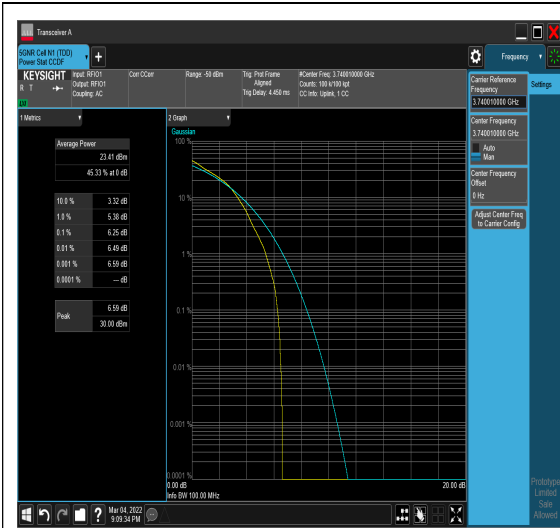 Transceiver A
5GNR Cell N1 (TDD)
Power Stat CCDF
Frequency
KEYSIGHT
R T
Input: RFIO1
Output: RFIO1
Coupling: AC
Corr CCorr
Range: -50 dBm
Trig: Prot Frame
Aligned
Trig Delay: 4.450 ms
#Center Freq: 3.740010000 GHz
Counts: 100 k/100 kpt
CC Info: Uplink, 1 CC
1 Metrics
Average Power
23.41 dBm
45.33 % at 0 dB
10.0 % 3.32 dB
1.0 % 5.38 dB
0.1 % 6.25 dB
0.01 % 6.49 dB
0.001 % 6.59 dB
0.0001 % --- dB
Peak
6.59 dB
30.00 dBm
2 Graph
Gaussian
100 %
10 %
1 %
0.1 %
0.01 %
0.001 %
0.0001 %
0.00 dB
20.00 dB
Info BW 100.00 MHz
Carrier Reference
Frequency
3.740010000 GHz
Center Frequency
3.740010000 GHz
Auto
Man
Center Frequency
Offset
0 Hz
Adjust Center Freq
to Carrier Config
Settings
Prototype
Limited
Sale
Allowed
?
Mar 04, 2022
9:09:34 PM